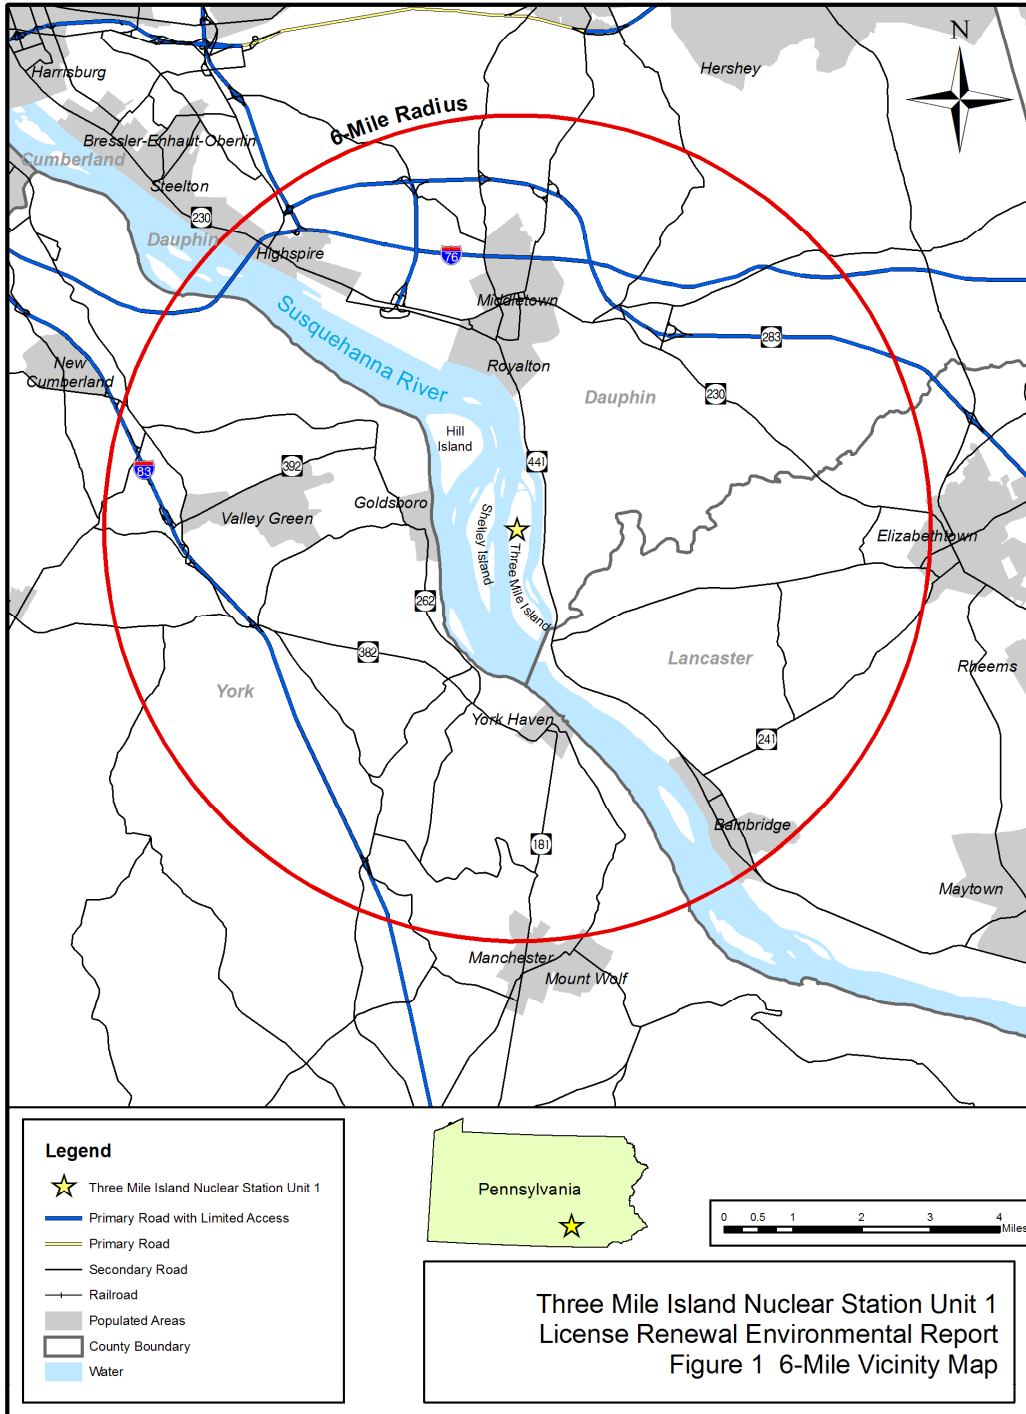 N
Harrisburg
Hershey
6-Mile Radius
Bressler-Enhaut-Oberlin
Cumberland
Steelton
230
Dauphin
Highspire
76
Middletown
Susquehanna River
283
New
Cumberland
Royalton
Dauphin
230
Hill
Island
441
83
392
Goldsboro
Valley Green
Shelley Island
Three Mile Island
Elizabethtown
262
382
Lancaster
Rheems
York
York Haven
241
Bainbridge
181
Maytown
Manchester
Mount Wolf
Legend
Three Mile Island Nuclear Station Unit 1
Primary Road with Limited Access
Primary Road
Secondary Road
Railroad
Populated Areas
County Boundary
Water
Pennsylvania
0 0.5 1 2 3 4
Miles
Three Mile Island Nuclear Station Unit 1
License Renewal Environmental Report
Figure 1 6-Mile Vicinity Map